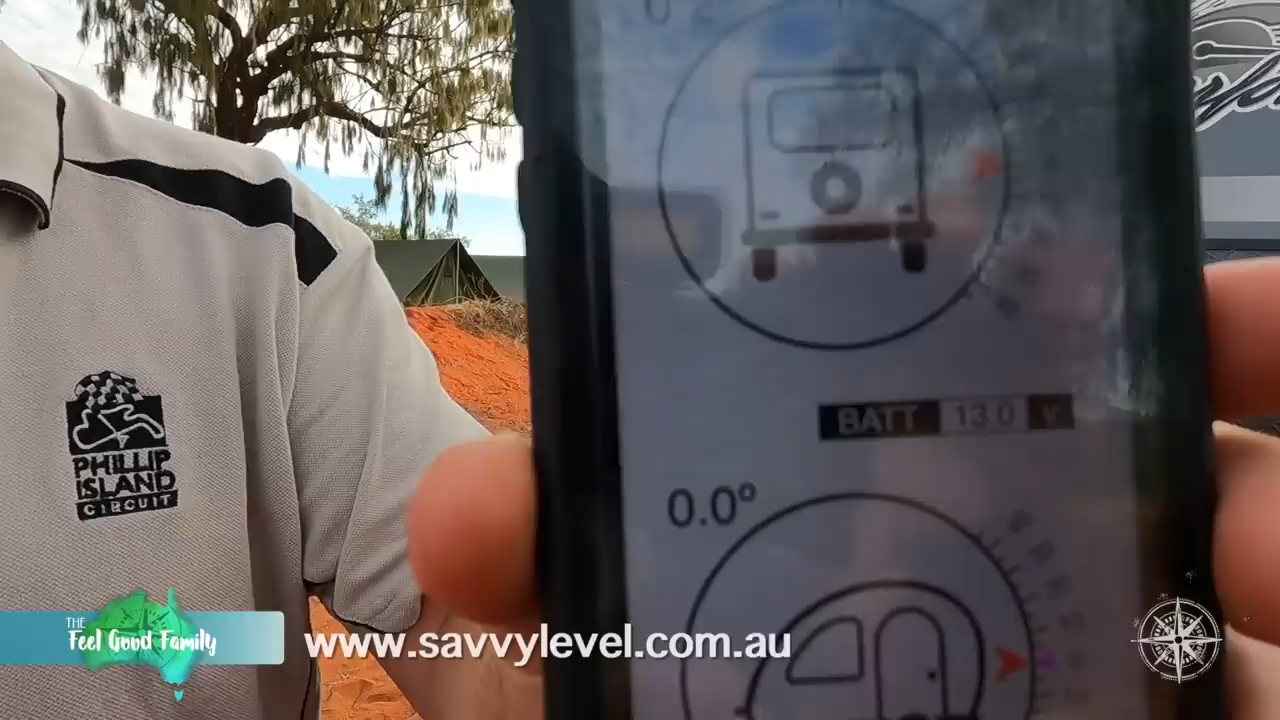 BATT 13.0 V
0.0°
PHILLIP
ISLAND
CIRCUIT
THE
Feel Good Family
www.savvylevel.com.au